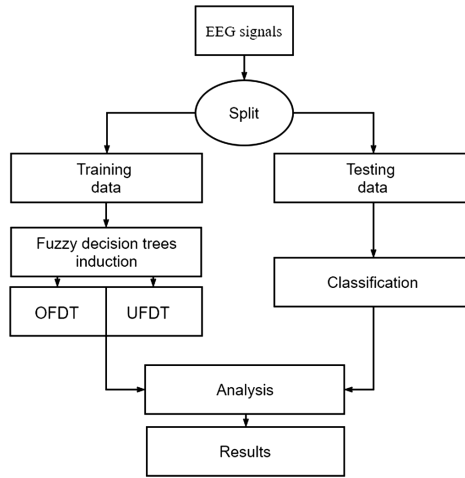 EEG signals
Split
Training
data
Testing
data
Fuzzy decision trees
induction
Classification
OFDT
UFDT
Analysis
Results